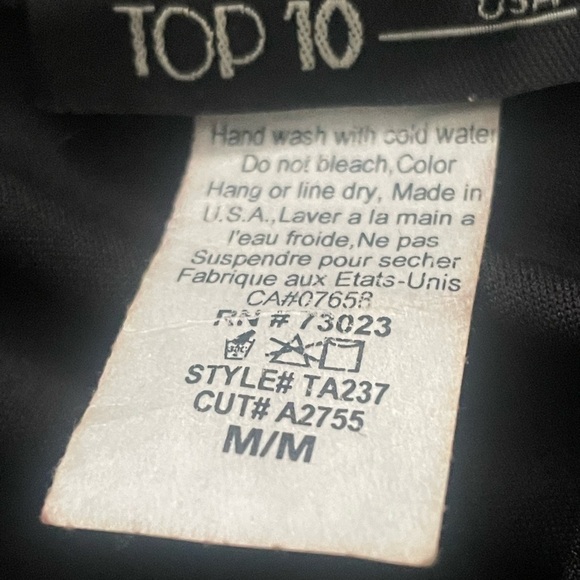 TOP 10
USA
Hand wash with cold water
Do not bleach, Color
Hang or line dry, Made in
U.S.A.,Laver a la main a
l'eau froide,Ne pas
Suspendre pour secher
Fabrique aux Etats-Unis
CA#07658
RN # 73023
30C
STYLE# TA237
CUT# A2755
M/M